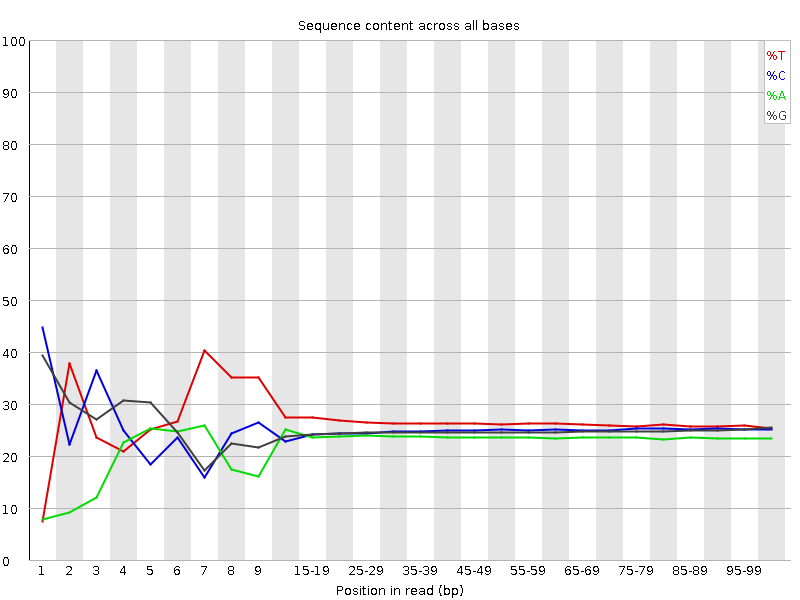 Sequence content across all bases
100
90
80
70
60
50
40
30
20
10
0
%T
%C
%A
%G
1 2 3 4 5 6 7 8 9 15-19 25-29 35-39 45-49 55-59 65-69 75-79 85-89 95-99
Position in read (bp)